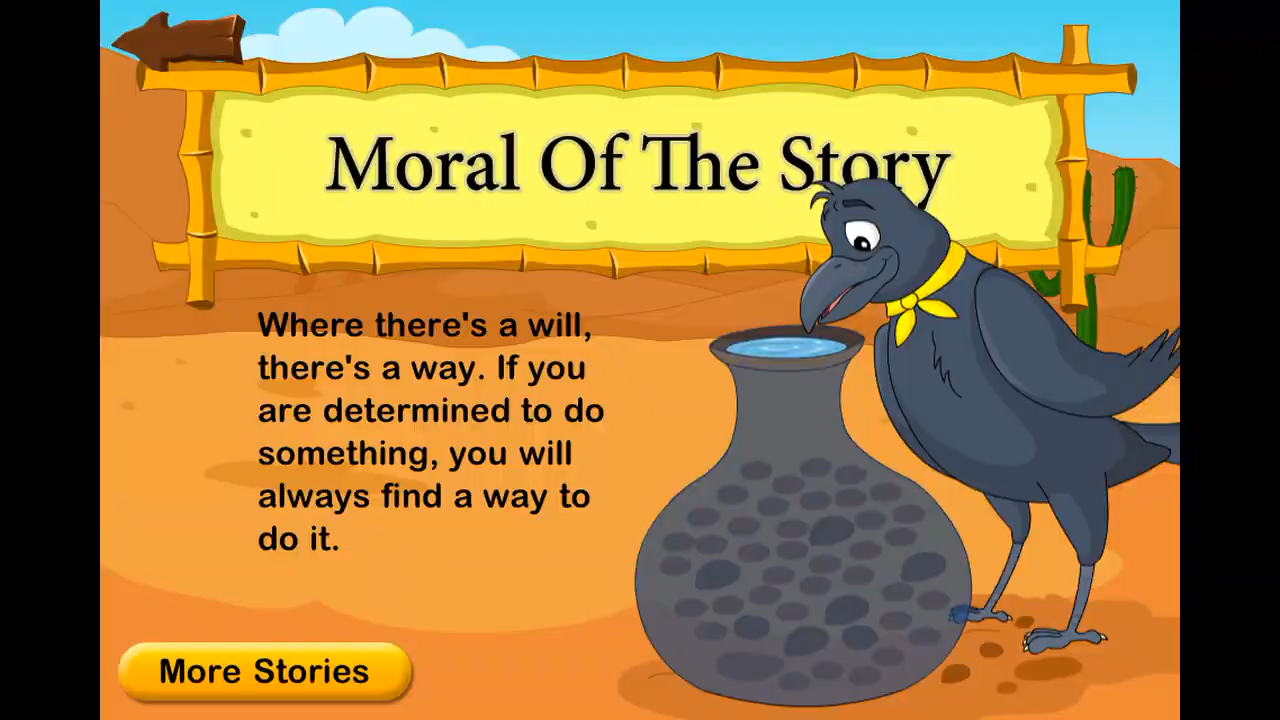 Moral Of The Story
Where there's a will,
there's a way. If you
are determined to do
something, you will
always find a way to
do it.
More Stories